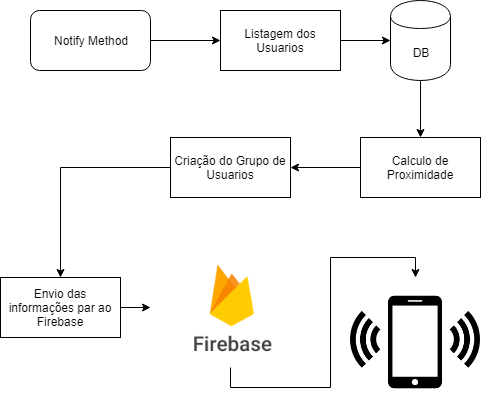 Notify Method
Listagem dos
Usuarios
DB
Criação do Grupo de
Usuarios
Calculo de
Proximidade
Envio das
informações par ao
Firebase
Firebase